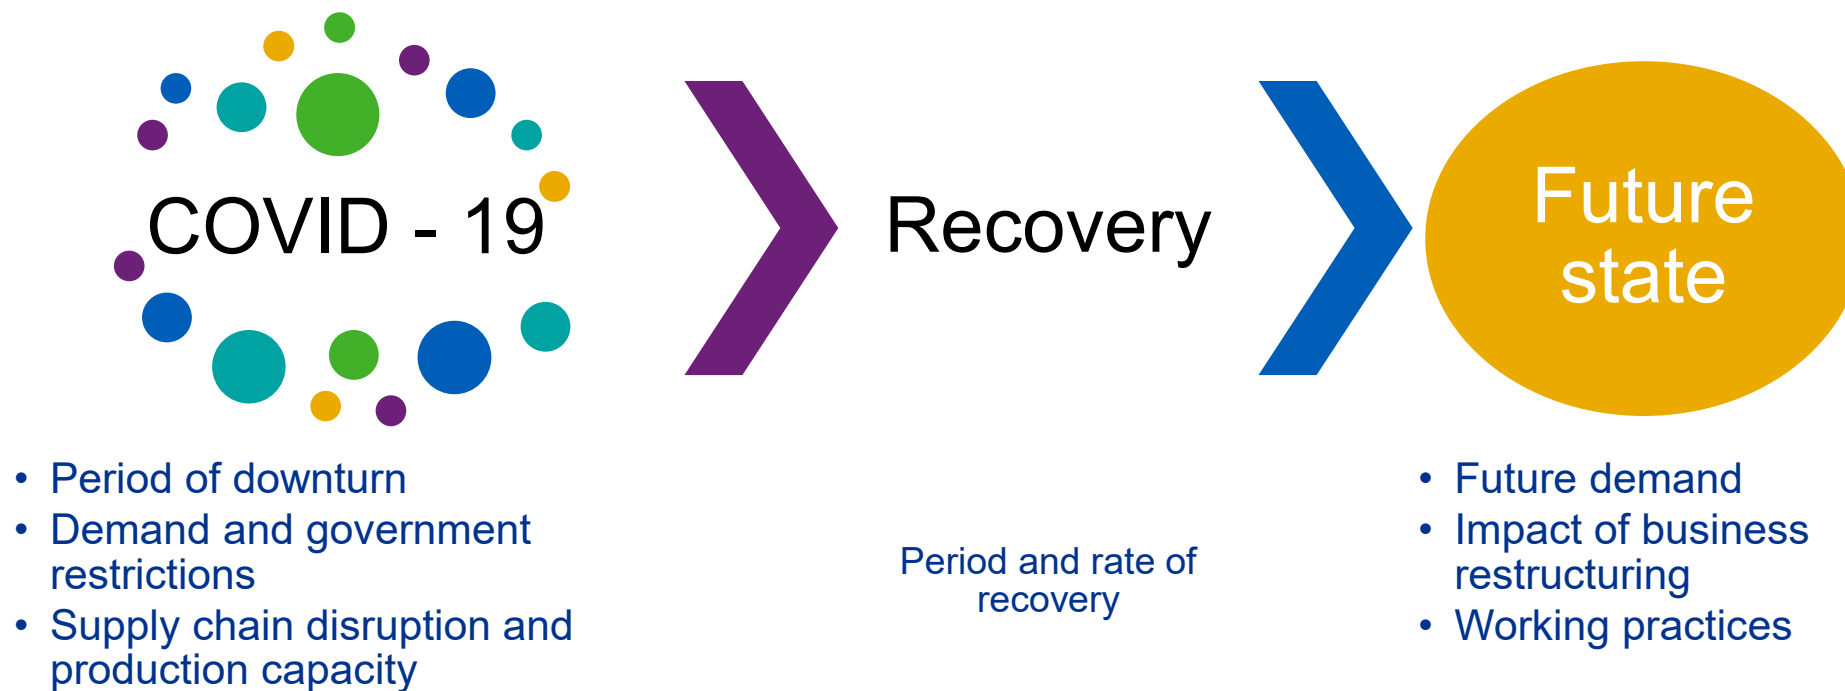 COVID - 19
Recovery
Future
state
• Period of downturn
• Demand and government
restrictions
• Supply chain disruption and
production capacity
Period and rate of
recovery
• Future demand
• Impact of business
restructuring
• Working practices